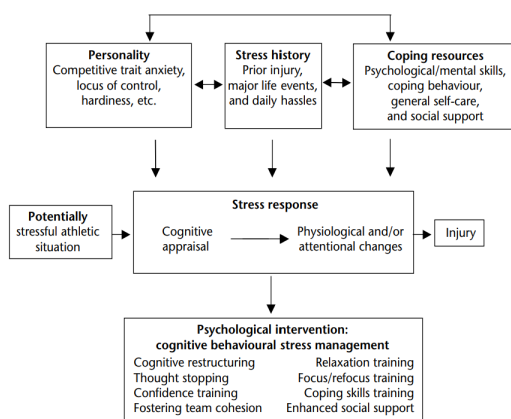 Personality
Competitive trait anxiety,
locus of control,
hardiness, etc.
Stress history
Prior injury,
major life events,
and daily hassles
Coping resources
Psychological/mental skills,
coping behaviour,
general self-care,
and social support
Potentially
stressful athletic
situation
Stress response
Cognitive
appraisal
Physiological and/or
attentional changes
Injury
Psychological intervention:
cognitive behavioural stress management
Cognitive restructuring
Thought stopping
Confidence training
Fostering team cohesion
Relaxation training
Focus/refocus training
Coping skills training
Enhanced social support